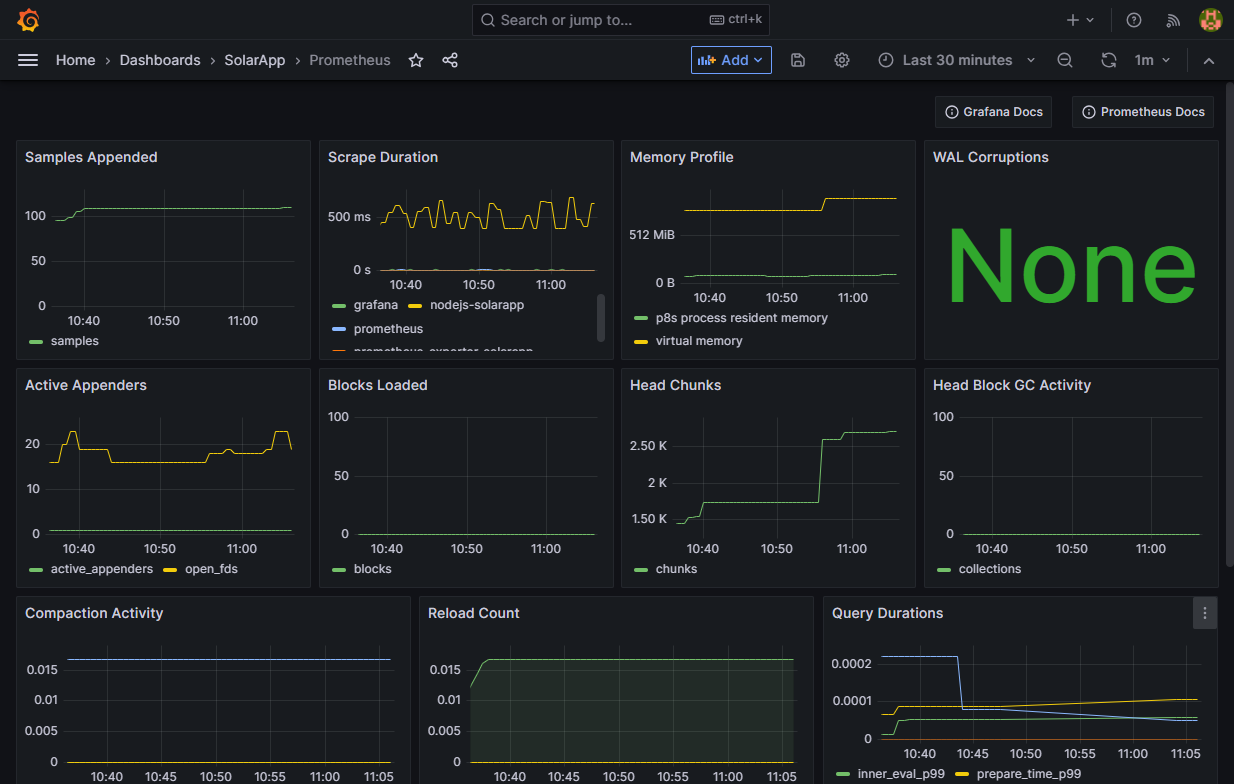 Search or jump to... ctrl+k
Home › Dashboards › SolarApp › Prometheus Add Last 30 minutes 1m
Grafana Docs Prometheus Docs
Samples Appended
100
50
0
10:40 10:50 11:00
samples
Scrape Duration
500 ms
0 s
10:40 10:50 11:00
grafana nodejs-solarapp
prometheus
prometheus-exporter-solarapp
Memory Profile
512 MiB
0 B
10:40 10:50 11:00
p8s process resident memory
virtual memory
WAL Corruptions
None
Active Appenders
20
10
0
10:40 10:50 11:00
active_appenders open_fds
Blocks Loaded
100
50
0
10:40 10:50 11:00
blocks
Head Chunks
2.50 K
2 K
1.50 K
10:40 10:50 11:00
chunks
Head Block GC Activity
100
50
0
10:40 10:50 11:00
collections
Compaction Activity
0.015
0.01
0.005
0
10:40 10:45 10:50 10:55 11:00 11:05
Reload Count
0.015
0.01
0.005
0
10:40 10:45 10:50 10:55 11:00 11:05
Query Durations
0.0002
0.0001
0
10:40 10:45 10:50 10:55 11:00 11:05
inner_eval_p99 prepare_time_p99